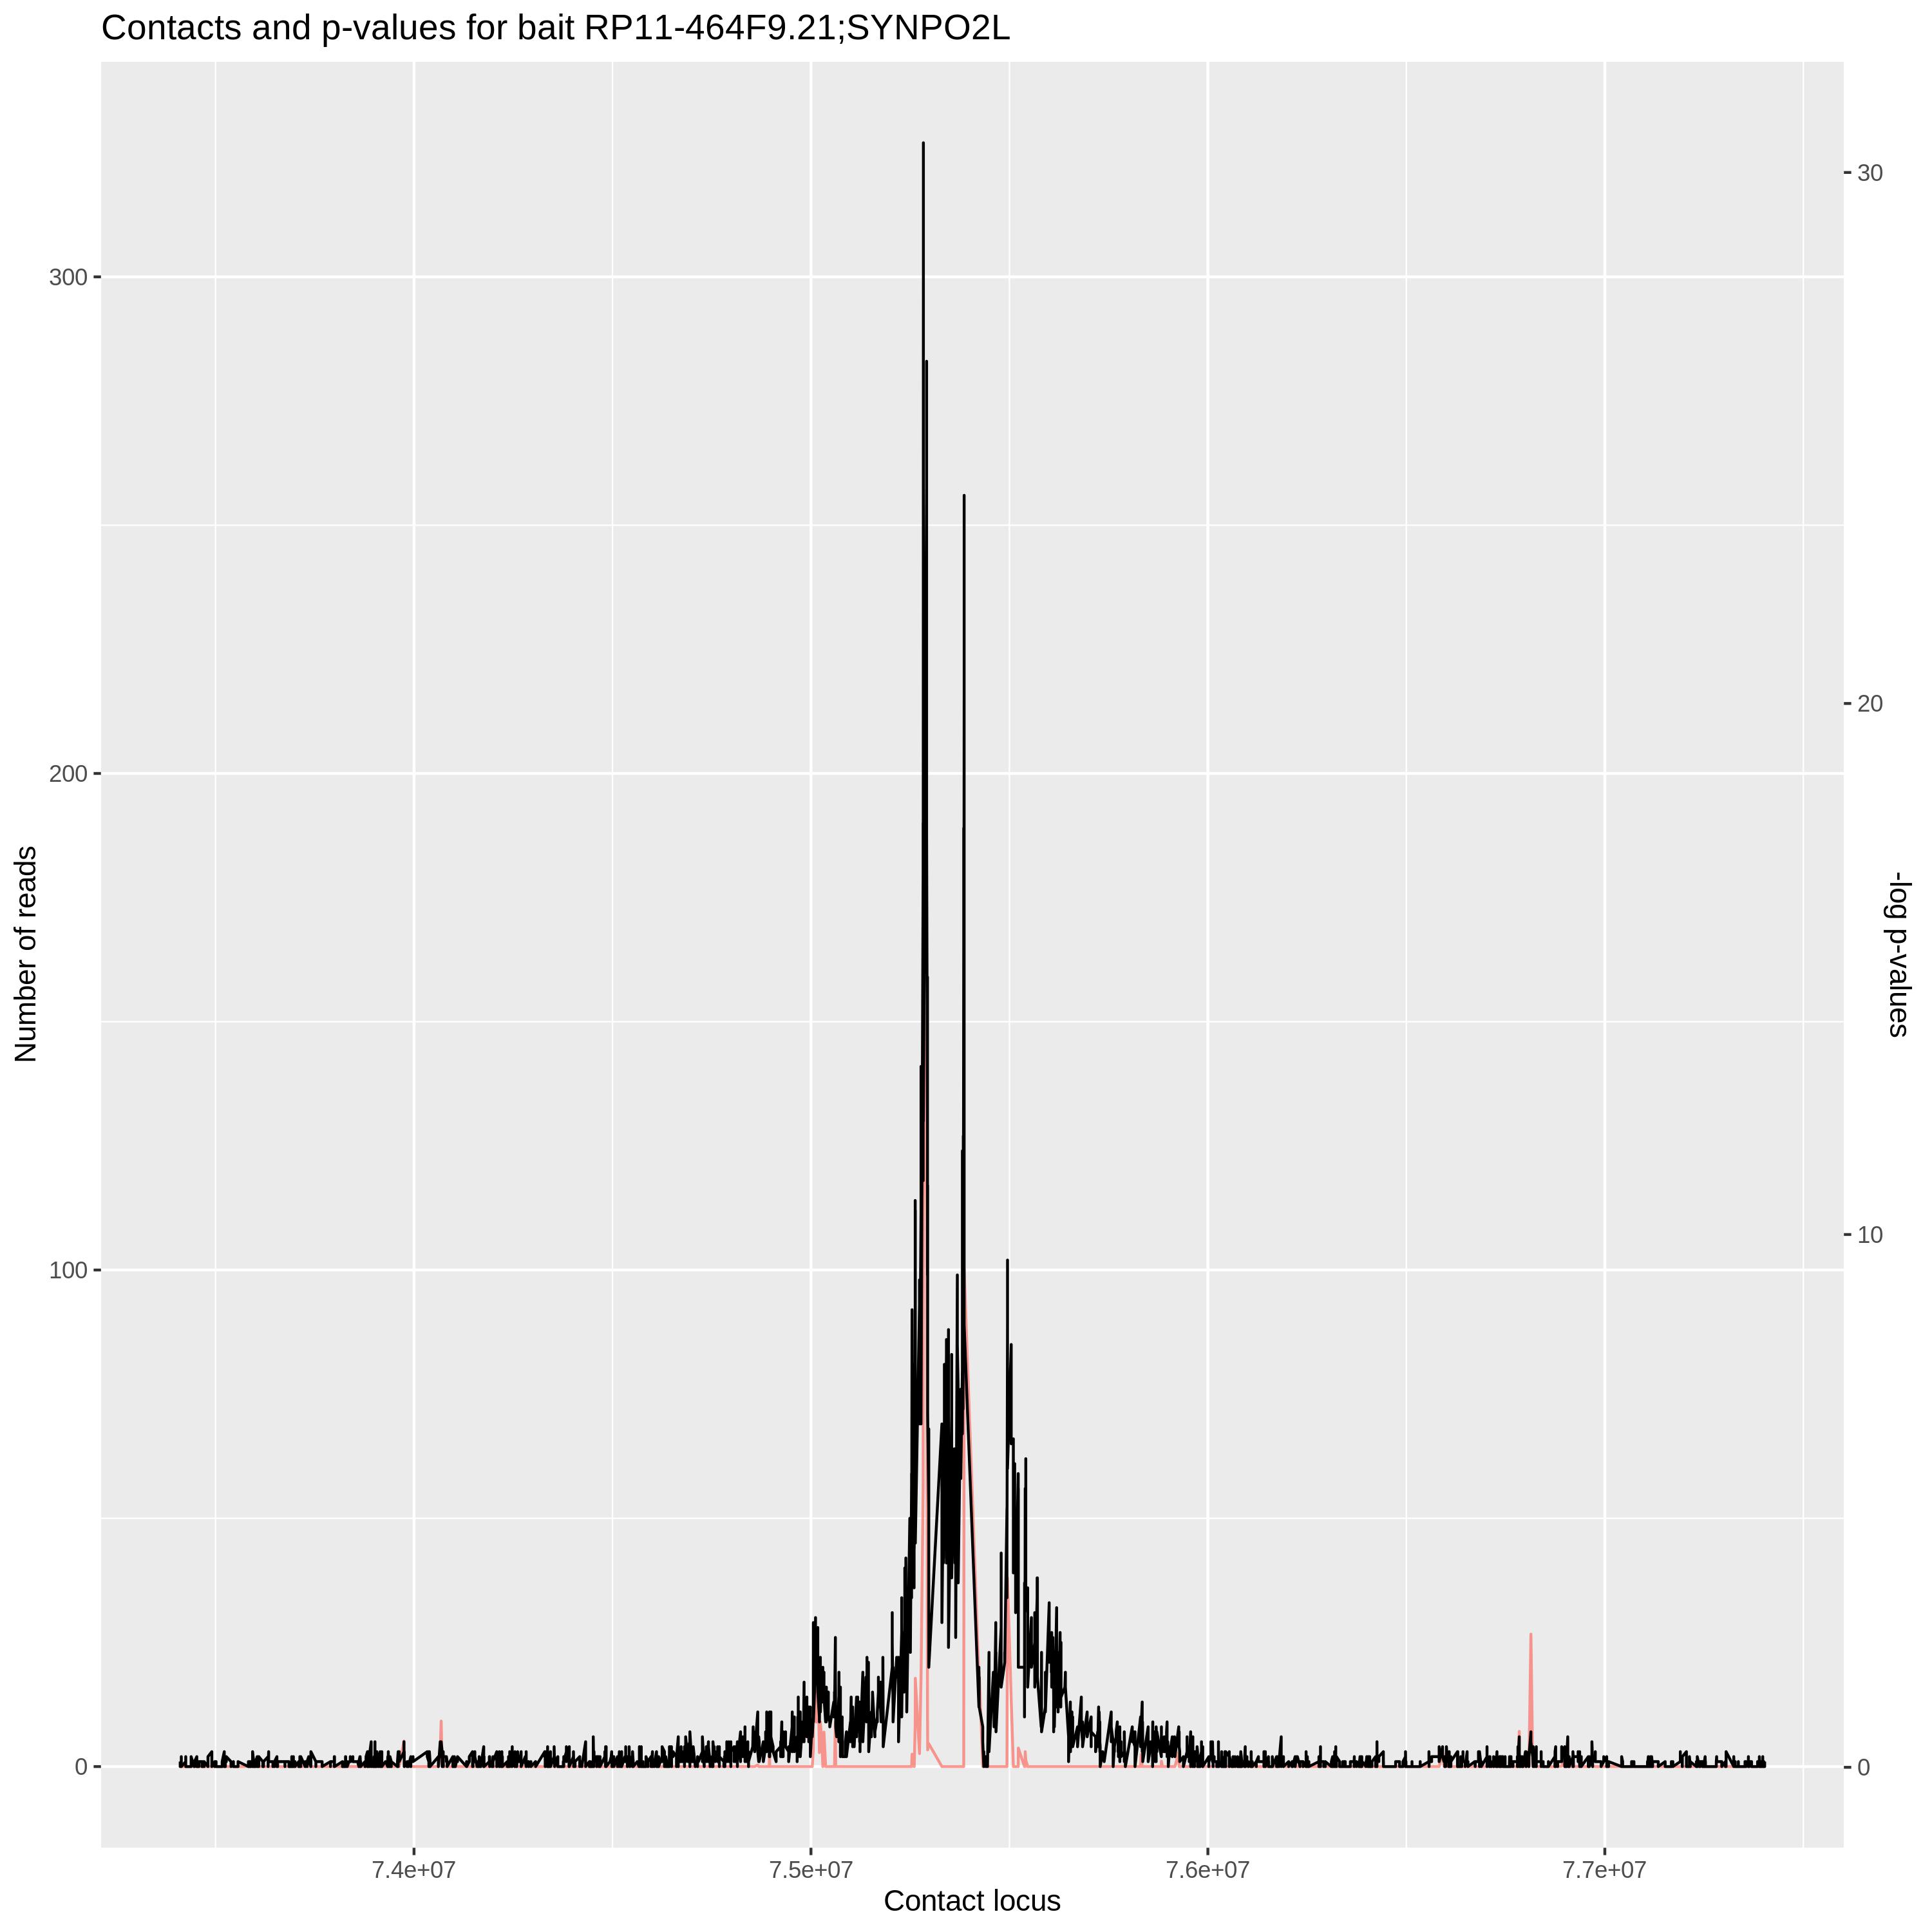 Contacts and p-values for bait RP11-464F9.21;SYNPO2L
300
200
100
0
Number of reads
30
20
10
0
-log p-values
7.4e+07
7.5e+07
7.6e+07
7.7e+07
Contact locus